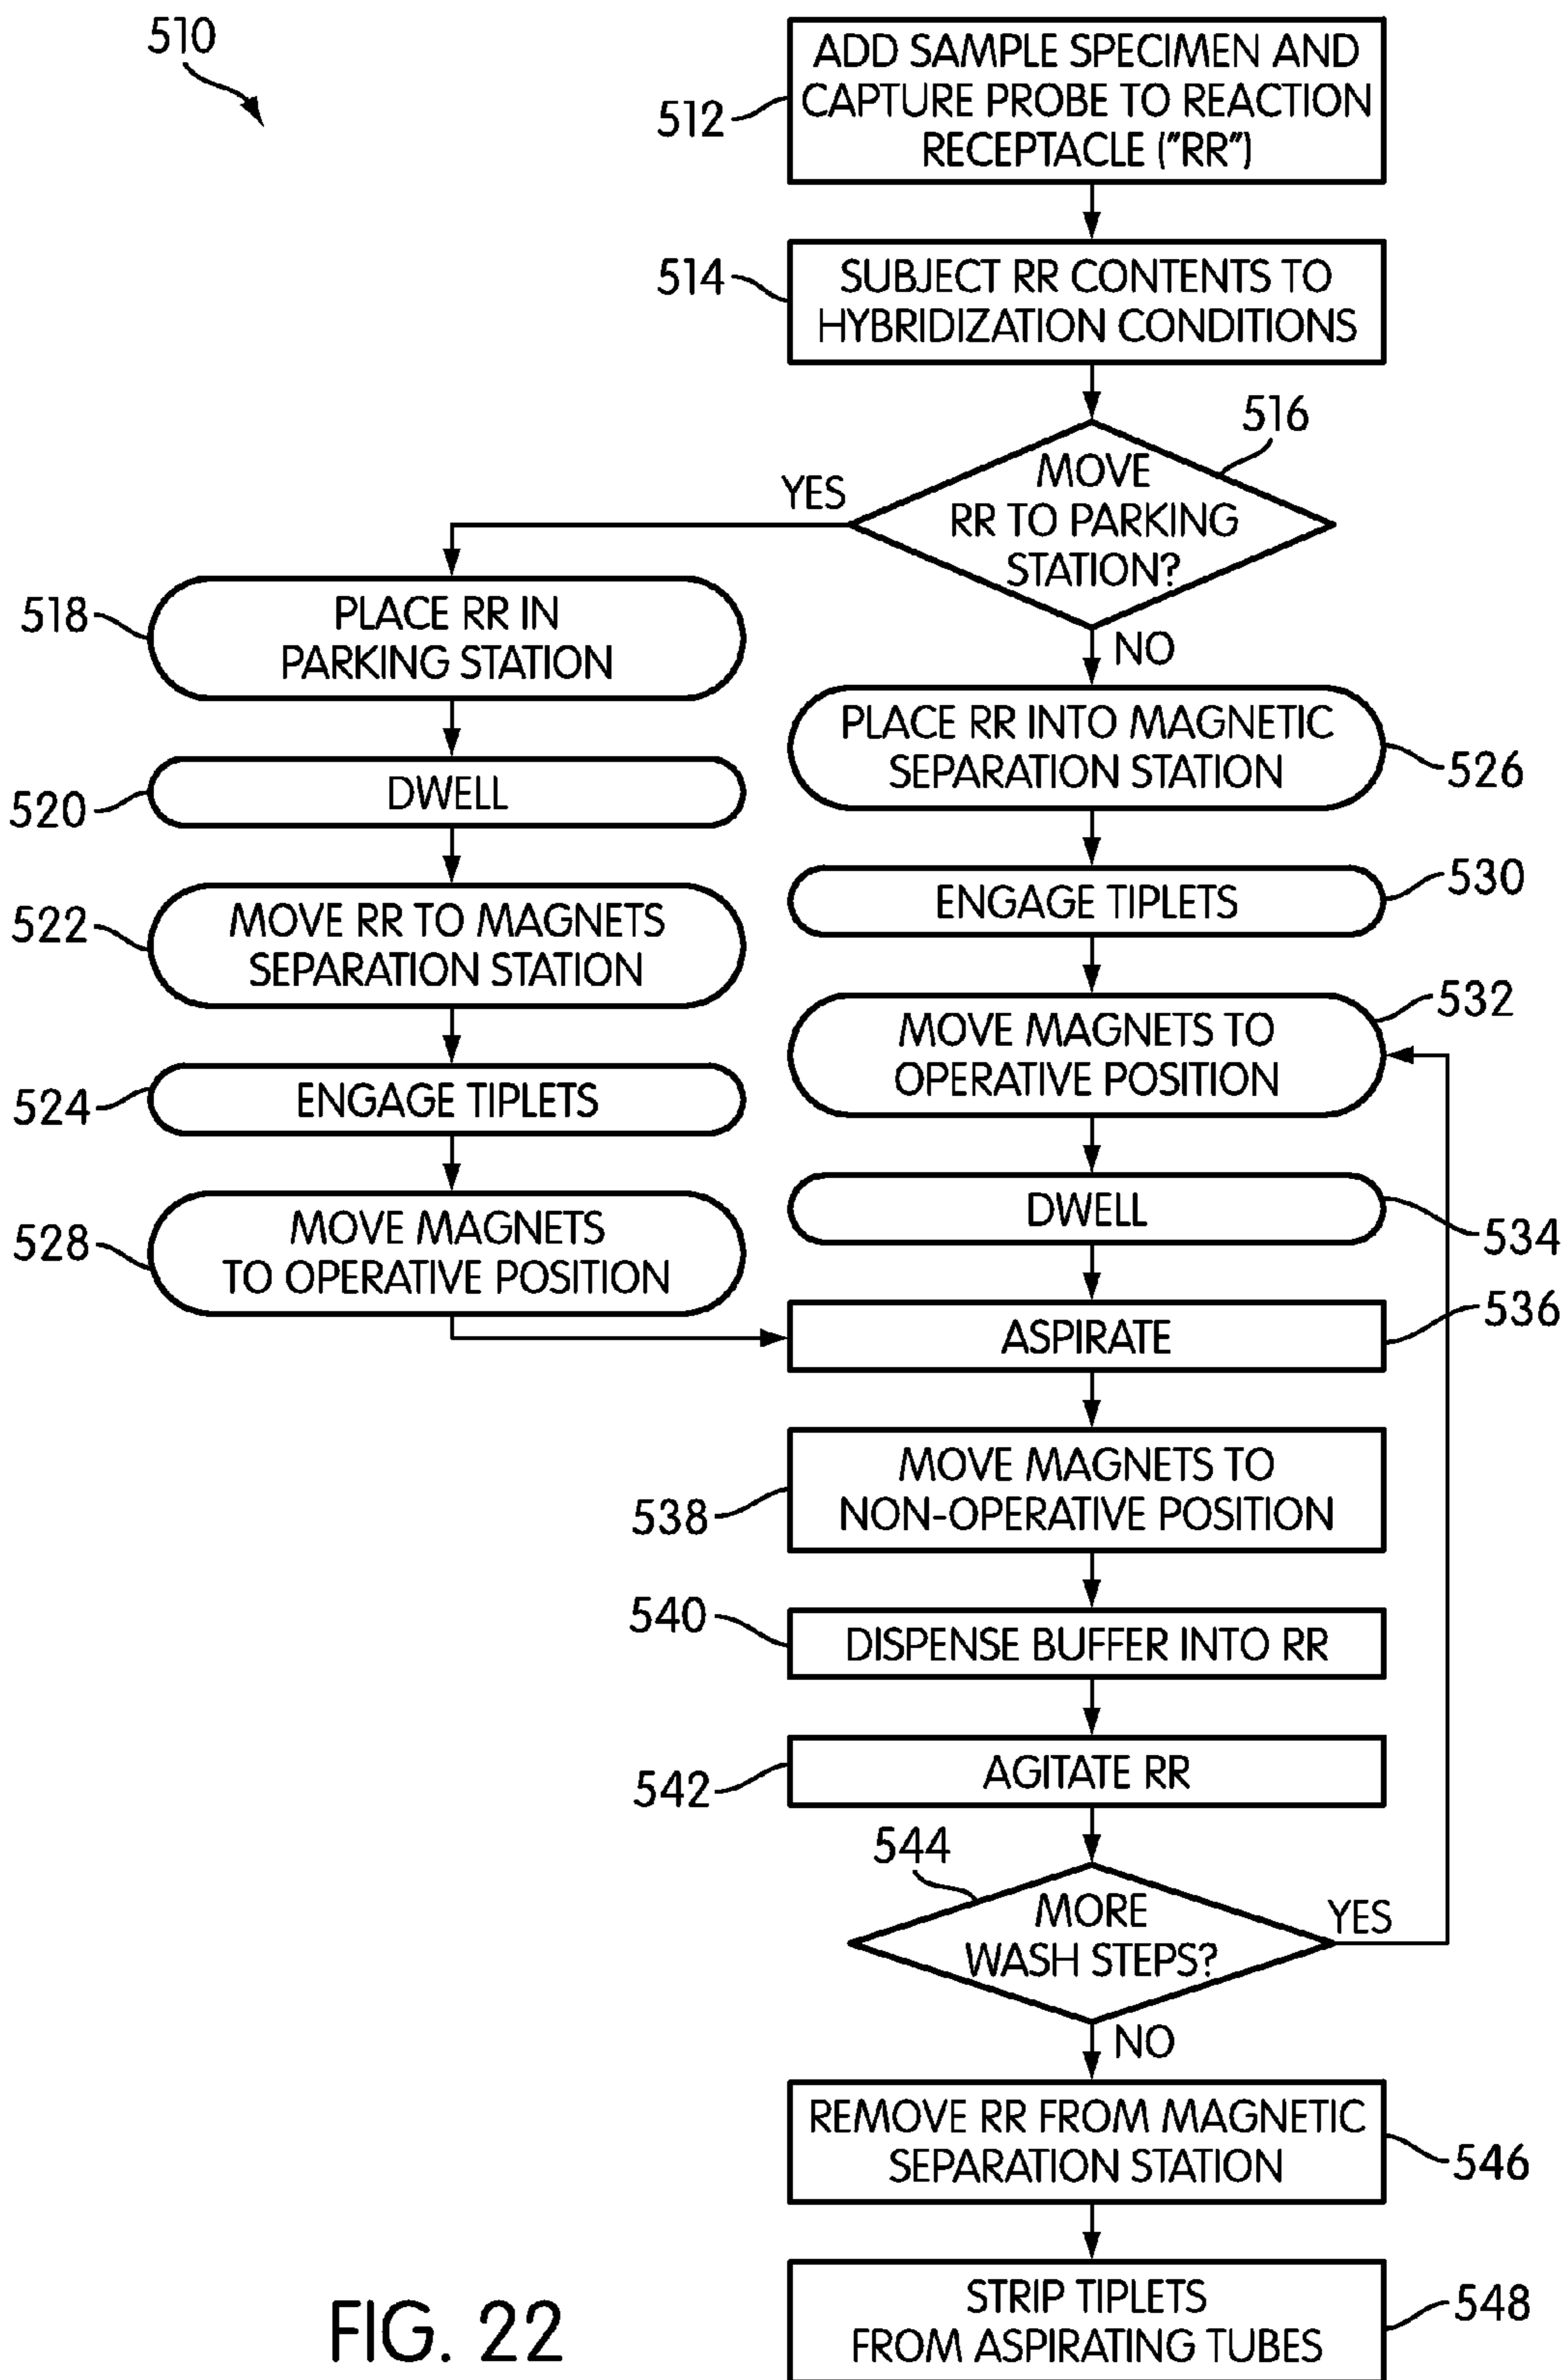 510
ADD SAMPLE SPECIMEN AND
CAPTURE PROBE TO REACTION
RECEPTACLE ("RR")
512
SUBJECT RR CONTENTS TO
HYBRIDIZATION CONDITIONS
514
516
MOVE
RR TO PARKING
STATION?
YES
NO
518
PLACE RR IN
PARKING STATION
520
DWELL
522
MOVE RR TO MAGNETS
SEPARATION STATION
524
ENGAGE TIPLETS
528
MOVE MAGNETS
TO OPERATIVE POSITION
PLACE RR INTO MAGNETIC
SEPARATION STATION
526
ENGAGE TIPLETS
530
MOVE MAGNETS TO
OPERATIVE POSITION
532
DWELL
534
ASPIRATE
536
MOVE MAGNETS TO
NON-OPERATIVE POSITION
538
540
DISPENSE BUFFER INTO RR
AGITATE RR
542
544
MORE
WASH STEPS?
YES
NO
REMOVE RR FROM MAGNETIC
SEPARATION STATION
546
STRIP TIPLETS
FROM ASPIRATING TUBES
548
FIG. 22